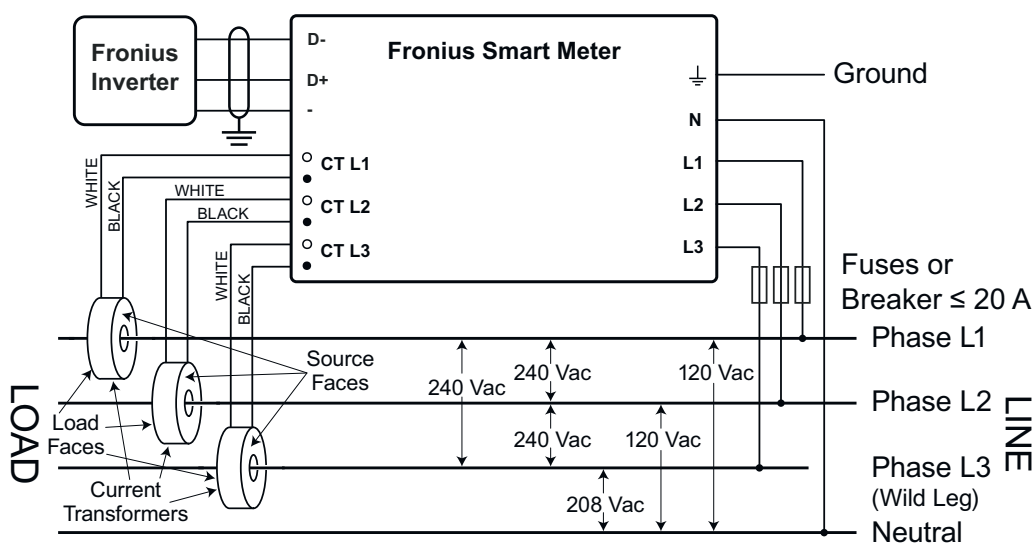 Fronius
Inverter
Fronius Smart Meter
D-
D+
-
CT L1
CT L2
CT L3
N
L1
L2
L3
Ground
WHITE
BLACK
WHITE
BLACK
WHITE
BLACK
Fuses or
Breaker ≤ 20 A
Phase L1
Phase L2
Phase L3
(Wild Leg)
Neutral
LINE
LOAD
Source
Faces
Load
Faces
Current
Transformers
240 Vac
240 Vac
120 Vac
240 Vac
120 Vac
208 Vac